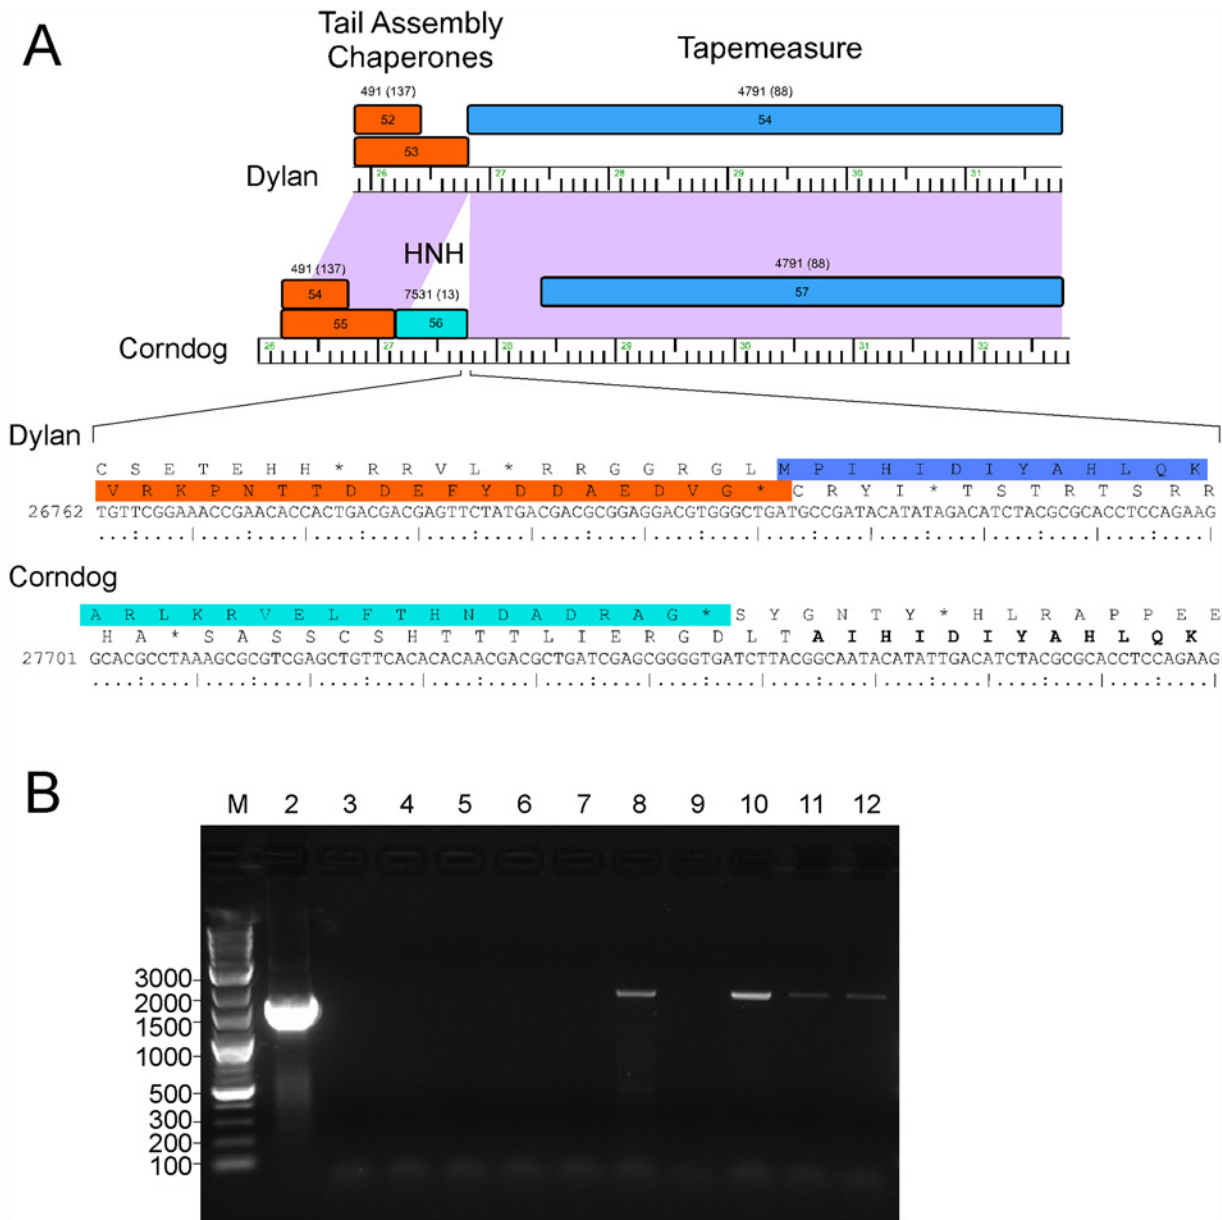 A
Tail Assembly
Chaperones
Tapemeasure
491 (137)
4791 (88)
52
54
53
Dylan
26 27 28 29 30 31
HNH
491 (137)
7531 (13)
4791 (88)
54
57
55
56
Corndog
26 27 28 29 30 31 32
Dylan
C S E T E H H * R R V L * R R G G R G L M P I H I D I Y A H L Q K
V R K P N T T D D E F Y D D A E D V G * C R Y I * T S T R T S R R
26762 TGTTCGGAAACCGAACACCACTGACGACGAGTTCTATGACGACGCGGAGGACGTGGGCTGATGCCGATACATATAGACATCTACGCGCACCTCCAGAAG
Corndog
A R L K R V E L F T H N D A D R A G * S Y G N T Y * H L R A P P E E
H A * S A S S C S H T T T L I E R G D L T A I H I D I Y A H L Q K
27701 GCACGCCTAAAGCGCGTCGAGCTGTTCACACACAACGACGCTGATCGAGCGGGGTGATCTTACGGCAATACATATTGACATCTACGCGCACCTCCAGAAG
B
M 2 3 4 5 6 7 8 9 10 11 12
3000
2000
1500
1000
500
300
200
100